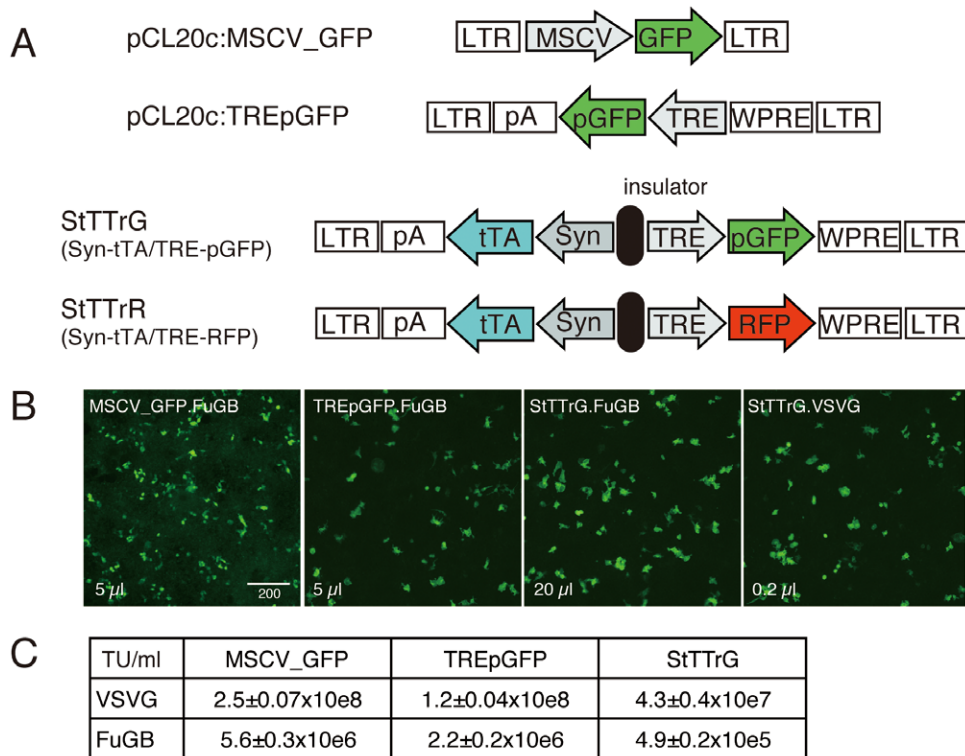 A
pCL20c:MSCV_GFP
LTR MSCV GFP LTR
pCL20c:TREpGFP
LTR pA pGFP TRE WPRE LTR
insulator
StTTrG
(Syn-tTA/TRE-pGFP)
LTR pA tTA Syn TRE pGFP WPRE LTR
StTTrR
(Syn-tTA/TRE-RFP)
LTR pA tTA Syn TRE RFP WPRE LTR
B
MSCV_GFP.FuGB TREpGFP.FuGB StTTrG.FuGB StTTrG.VSVG
5 µl 200 5 µl 20 µl 0.2 µl
C
TU/ml MSCV_GFP TREpGFP StTTrG
VSVG 2.5±0.07x10e8 1.2±0.04x10e8 4.3±0.4x10e7
FuGB 5.6±0.3x10e6 2.2±0.2x10e6 4.9±0.2x10e5